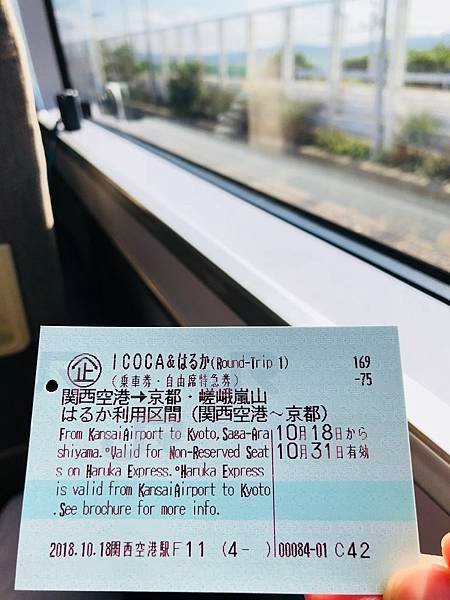 企 ICOCA&はるか(Round-Trip 1) 169
(乗車券・自由席特急券) -75
関西空港→京都・嵯峨嵐山
はるか利用区間(関西空港~京都)
From KansaiAirport to Kyoto,Saga-Ara 10月18日から
shiyama.°Valid for Non-Reserved Seat 10月31日有効
s on Haruka Express.°Haruka Express
is valid from KansaiAirport to Kyoto
.See brochure for more info.
2018.10.18関西空港駅F11 (4- ) 00084-01 C42